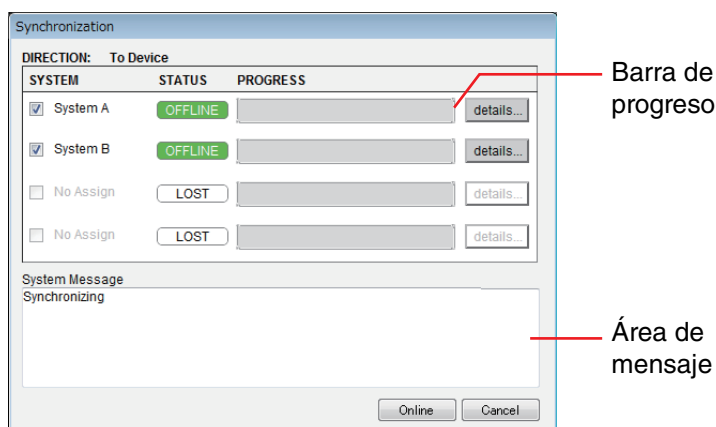 Synchronization
DIRECTION: To Device
SYSTEM STATUS PROGRESS
System A OFFLINE details...
System B OFFLINE details...
No Assign LOST details...
No Assign LOST details...
System Message
Synchronizing
Online Cancel
Barra de
progreso
Área de
mensaje